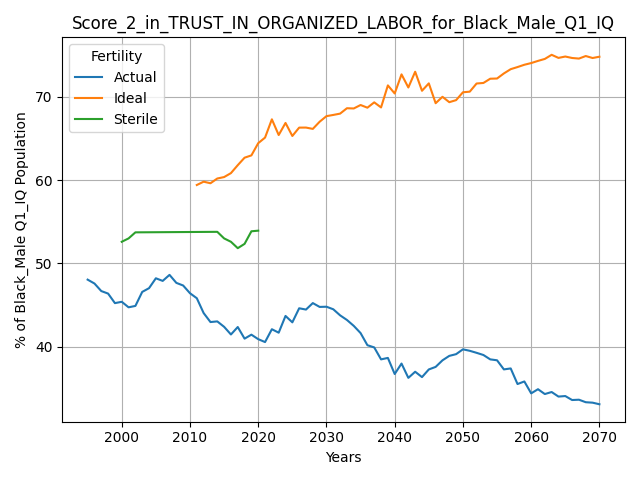 Score_2_in_TRUST_IN_ORGANIZED_LABOR_for_Black_Male_Q1_IQ
Fertility
Actual
Ideal
Sterile
% of Black_Male Q1_IQ Population
70
60
50
40
2000 2010 2020 2030 2040 2050 2060 2070
Years